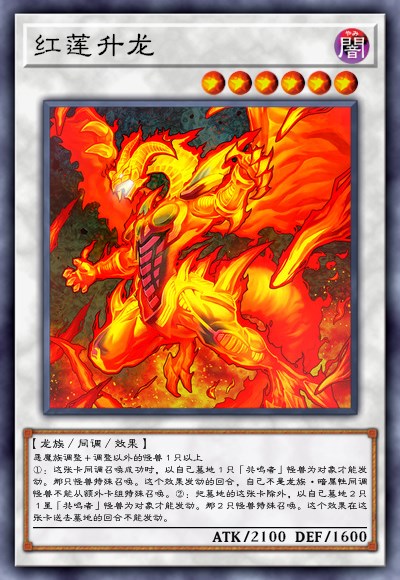 红莲升龙
やみ
闇
【龙族/同调/效果】
恶魔族调整＋调整以外的怪兽1只以上
①：这张卡同调召唤成功时，以自己墓地1只「共鸣者」怪兽为对象才能发
动。那只怪兽特殊召唤。这个效果发动的回合，自己不是龙族·暗属性同调
怪兽不能从额外卡组特殊召唤。②：把墓地的这张卡除外，以自己墓地2只
1星「共鸣者」怪兽为对象才能发动。那2只怪兽特殊召唤。这个效果在这
张卡送去墓地的回合不能发动。
ATK/2100 DEF/1600